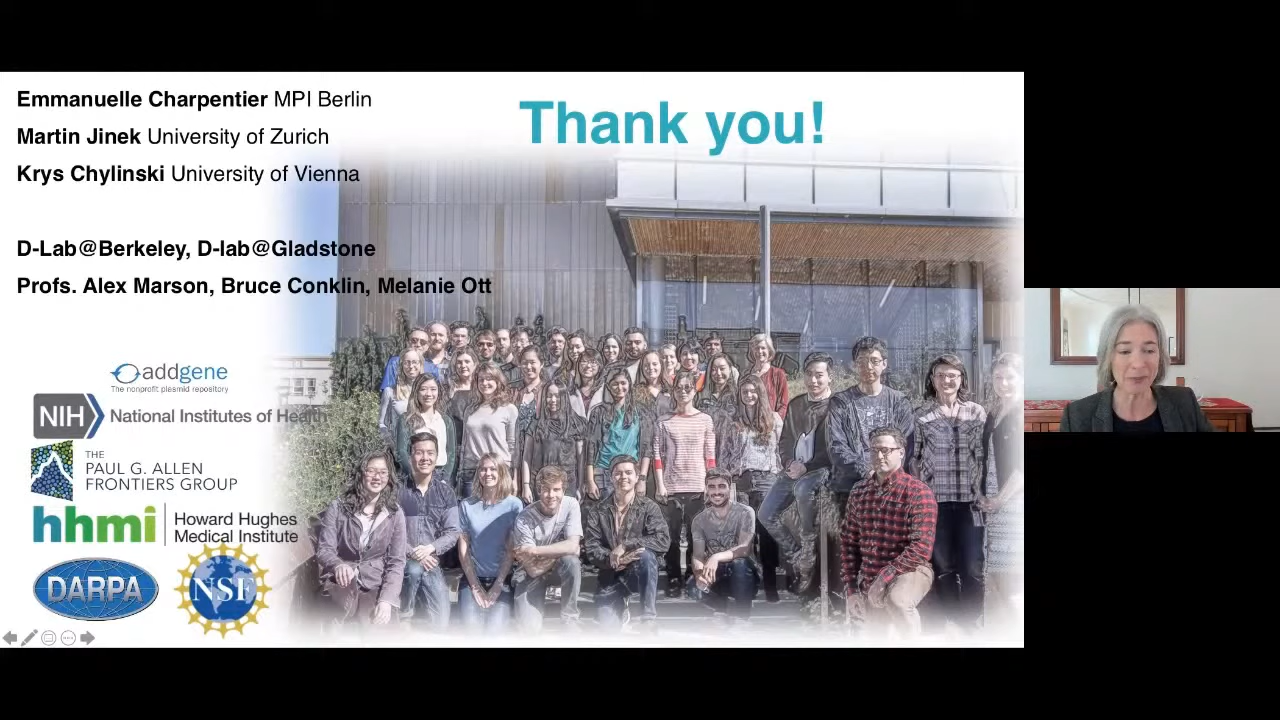 Emmanuelle Charpentier MPI Berlin
Martin Jinek University of Zurich
Krys Chylinski University of Vienna
Thank you!
D-Lab@Berkeley, D-lab@Gladstone
Profs. Alex Marson, Bruce Conklin, Melanie Ott
addgene
The nonprofit plasmid repository
NIH National Institutes of Health
THE
PAUL G. ALLEN
FRONTIERS GROUP
hhmi
Howard Hughes
Medical Institute
DARPA
NSF